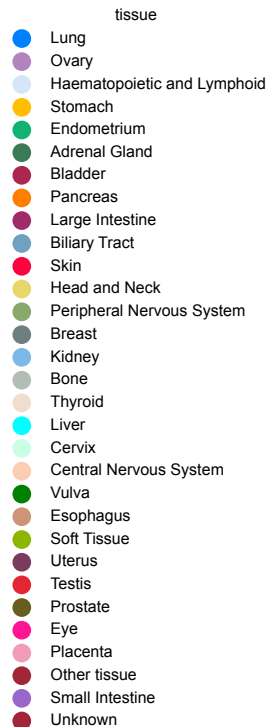 tissue
Lung
Ovary
Haematopoietic and Lymphoid
Stomach
Endometrium
Adrenal Gland
Bladder
Pancreas
Large Intestine
Biliary Tract
Skin
Head and Neck
Peripheral Nervous System
Breast
Kidney
Bone
Thyroid
Liver
Cervix
Central Nervous System
Vulva
Esophagus
Soft Tissue
Uterus
Testis
Prostate
Eye
Placenta
Other tissue
Small Intestine
Unknown